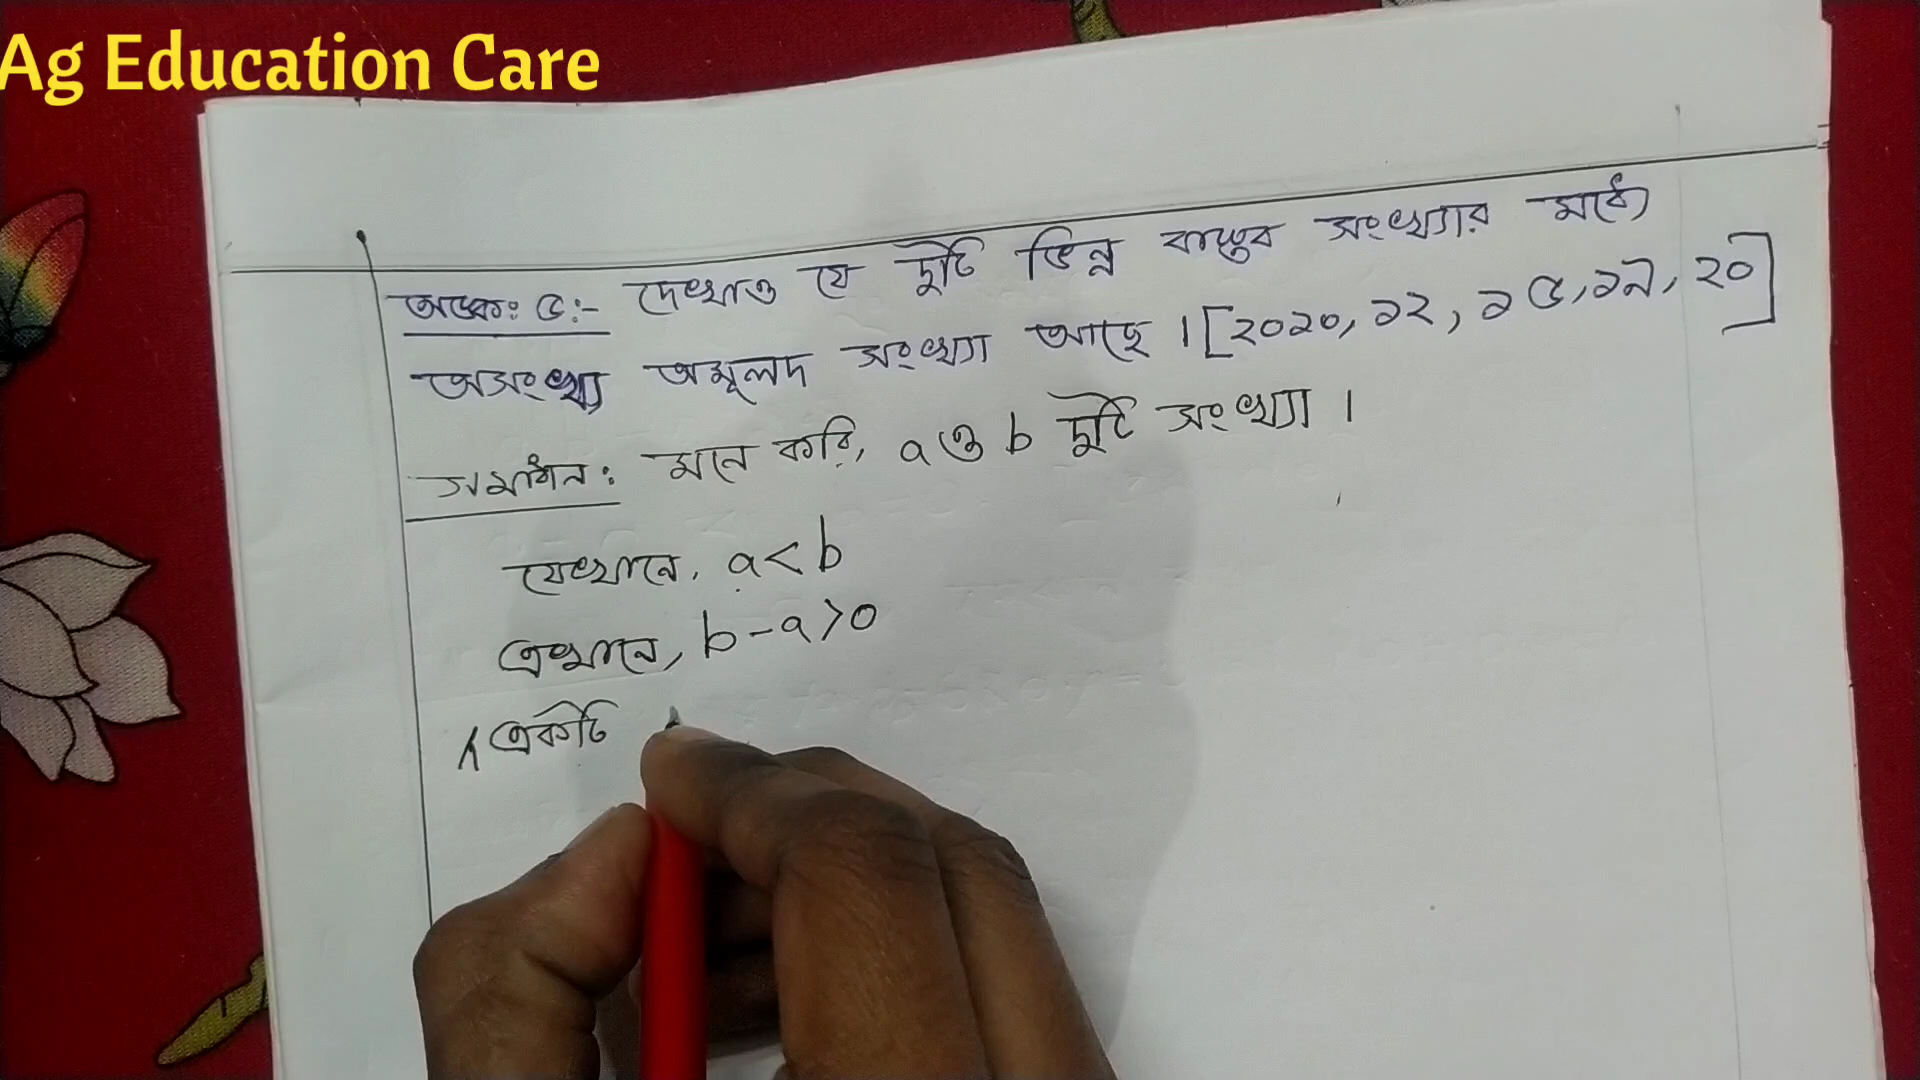 Ag Education Care
অঙ্ক: ৫:- দেখাও যে দুটি ভিন্ন বাস্তব সংখ্যার মধ্যে
অসংখ্য অমূলদ সংখ্যা আছে । [২০১০, ১২, ১৫, ১৯, ২০]
সমাধান: মনে করি, a ও b দুটি সংখ্যা ।
যেখানে, a < b
এখানে, b - a > 0
একটি